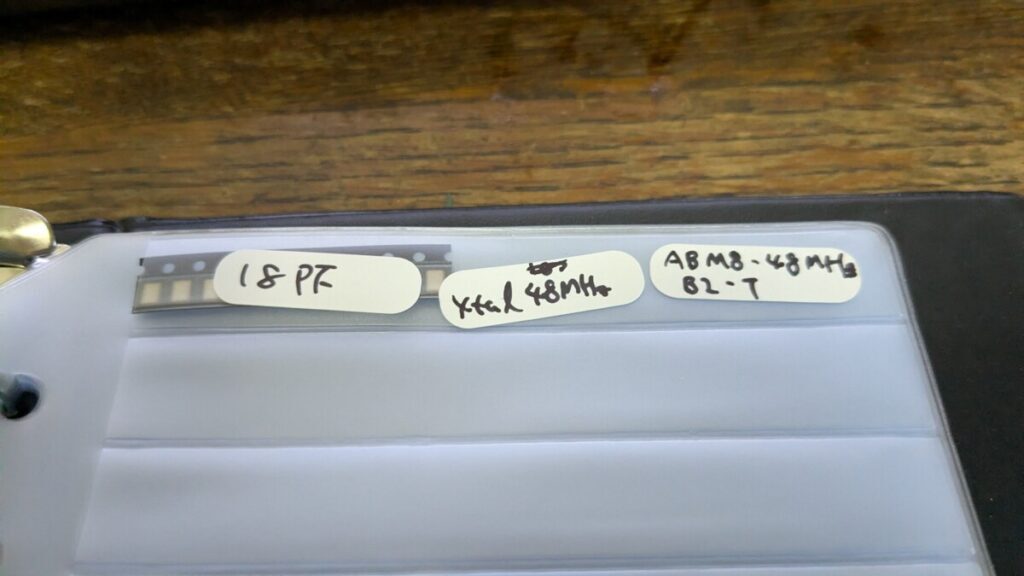 18 PF
Xtal 48MHz
ABM8-48MHz
B2-T